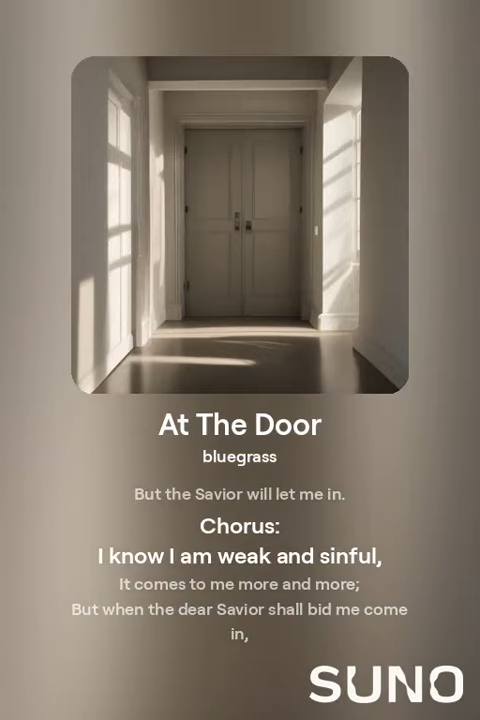 At The Door
bluegrass
But the Savior will let me in.
Chorus:
I know I am weak and sinful,
It comes to me more and more;
But when the dear Savior shall bid me come
in,
SUNO